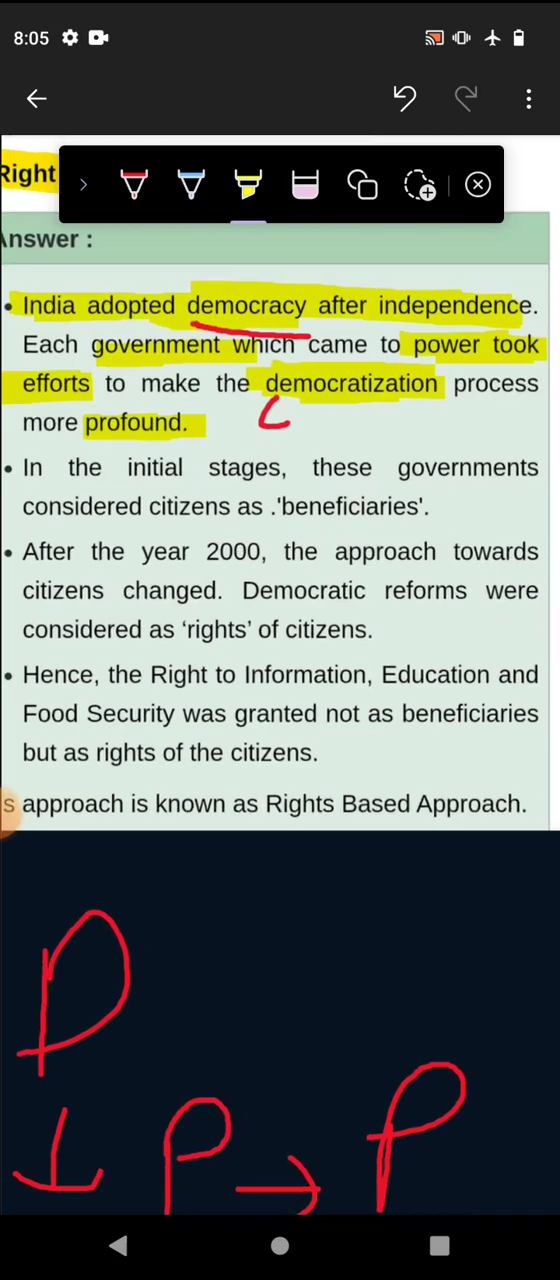 8:05
Right
Answer :
• India adopted democracy after independence.
Each government which came to power took
efforts to make the democratization process
more profound.
• In the initial stages, these governments
considered citizens as .'beneficiaries'.
• After the year 2000, the approach towards
citizens changed. Democratic reforms were
considered as ‘rights’ of citizens.
• Hence, the Right to Information, Education and
Food Security was granted not as beneficiaries
but as rights of the citizens.
s approach is known as Rights Based Approach.
D
↓ P → P